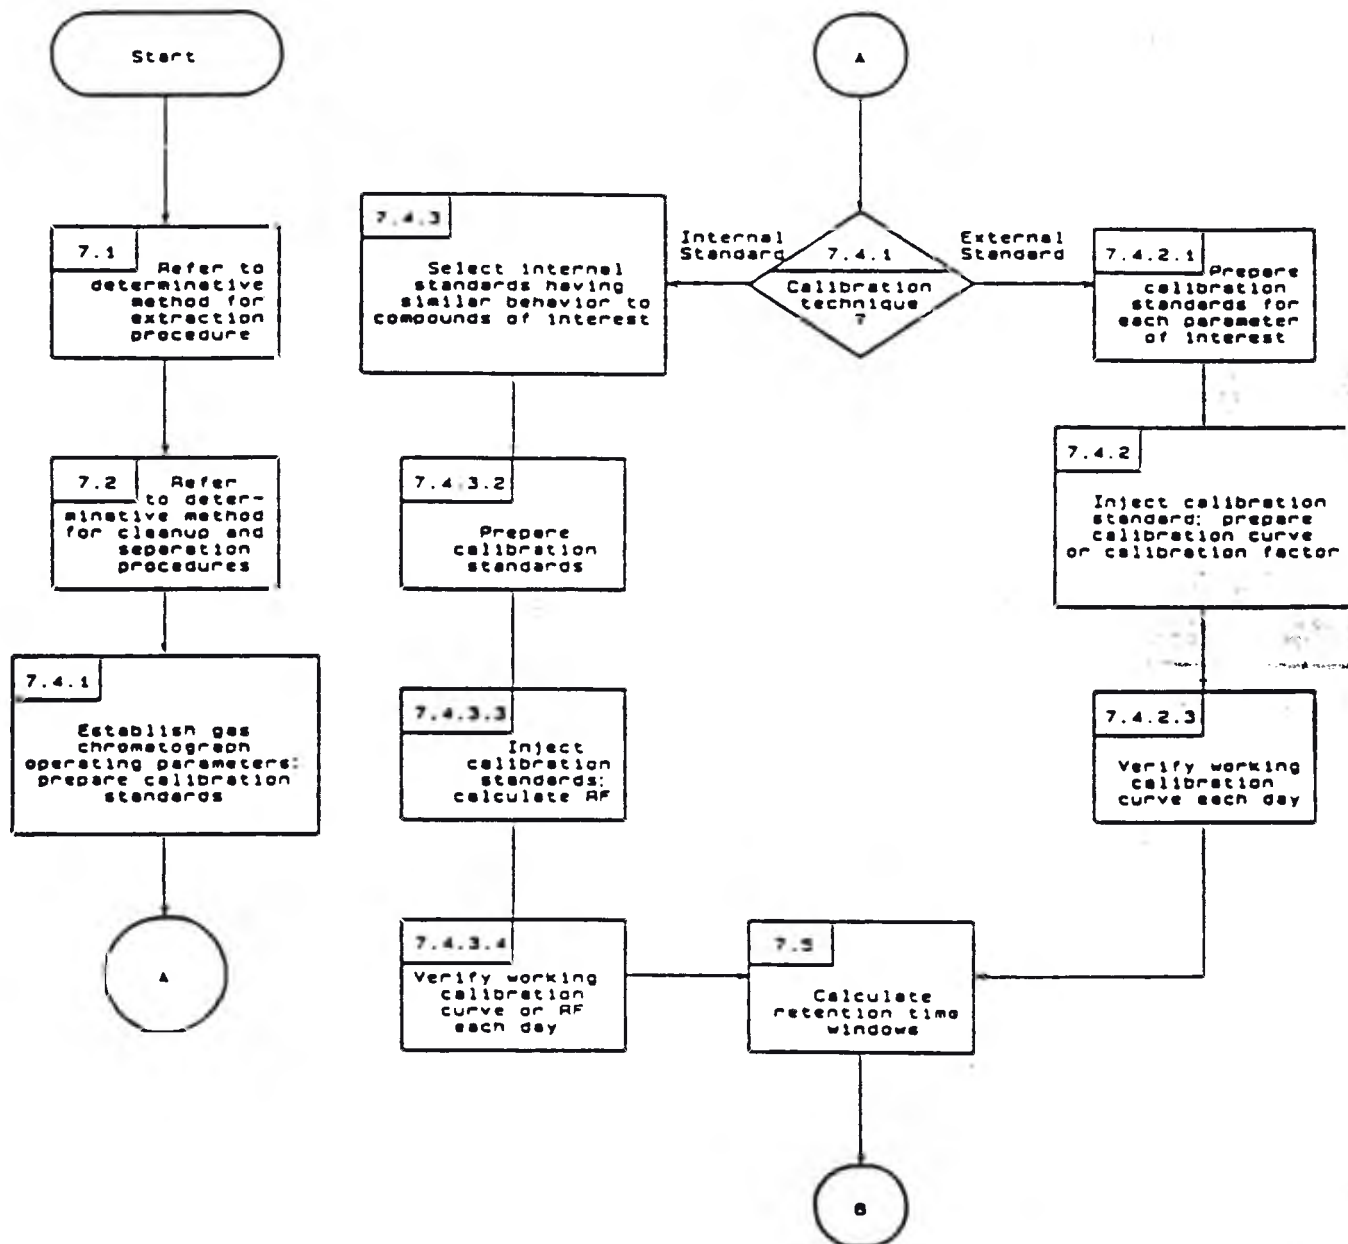 Start
7.1
Refer to
determinative
method for
extraction
procedure
7.2
Refer
to deter-
minative method
for cleanup and
separation
procedures
7.4.1
Establish gas
chromatograph
operating parameters:
prepare calibration
standards
A
A
7.4.1
Calibration
technique
?
Internal
Standard
External
Standard
7.4.3
Select internal
standards having
similar behavior to
compounds of interest
7.4.3.2
Prepare
calibration
standards
7.4.3.3
Inject
calibration
standards:
calculate RF
7.4.3.4
Verify working
calibration
curve or RF
each day
7.4.2.1
Prepare
calibration
standards for
each parameter
of interest
7.4.2
Inject calibration
standard: prepare
calibration curve
or calibration factor
7.4.2.3
Verify working
calibration
curve each day
7.5
Calculate
retention time
windows
B